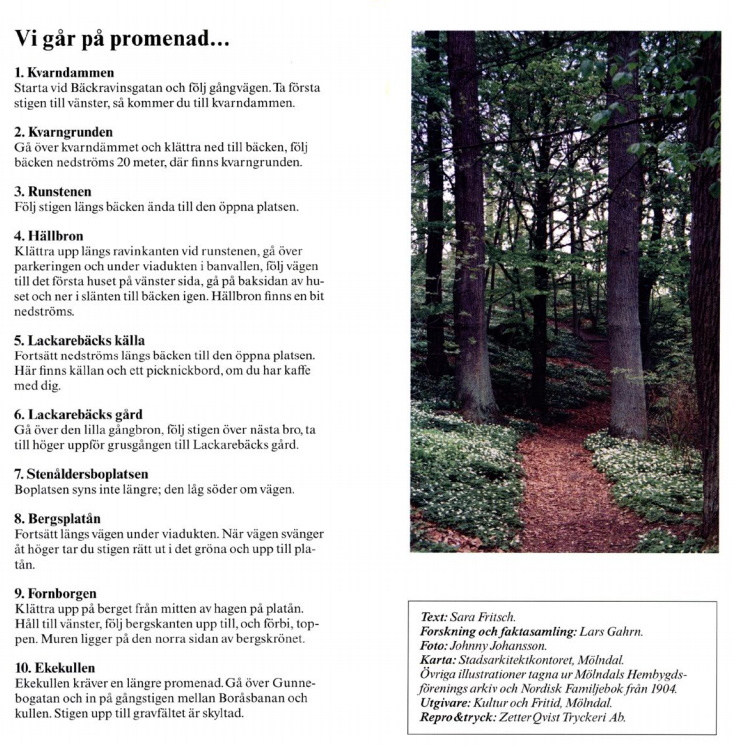 Vi går på promenad...
1. Kvarndammen
Starta vid Bäckravinsgatan och följ gångvägen. Ta första
stigen till vänster, så kommer du till kvarndammen.
2. Kvarngrunden
Gå över kvarndämmet och klättra ned till bäcken, följ
bäcken nedströms 20 meter, där finns kvarngrunden.
3. Runstenen
Följ stigen längs bäcken ända till den öppna platsen.
4. Hällbron
Klättra upp längs ravinkanten vid runstenen, gå över
parkeringen och under viadukten i banvallen, följ vägen
till det första huset på vänster sida, gå på baksidan av hu-
set och ner i slänten till bäcken igen. Hällbron finns en bit
nedströms.
5. Lackarebäcks källa
Fortsätt nedströms längs bäcken till den öppna platsen.
Här finns källan och ett picknickbord, om du har kaffe
med dig.
6. Lackarebäcks gård
Gå över den lilla gångbron, följ stigen över nästa bro, ta
till höger uppför grusgången till Lackarebäcks gård.
7. Stenåldersboplatsen
Boplatsen syns inte längre; den låg söder om vägen.
8. Bergsplatån
Fortsätt längs vägen under viadukten. När vägen svänger
åt höger tar du stigen rätt ut i det gröna och upp till pla-
tån.
9. Fornborgen
Klättra upp på berget från mitten av hagen på platån.
Håll till vänster, följ bergskanten upp till, och förbi, top-
pen. Muren ligger på den norra sidan av bergskrönet.
10. Ekekullen
Ekekullen kräver en längre promenad. Gå över Gunne-
bogatan och in på gångstigen mellan Boråsbanan och
kullen. Stigen upp till gravfältet är skyltad.
Text: Sara Fritsch.
Forskning och faktasamling: Lars Gahrn.
Foto: Johnny Johansson.
Karta: Stadsarkitektkontoret, Mölndal.
Övriga illustrationer tagna ur Mölndals Hembygds-
förenings arkiv och Nordisk Familjebok från 1904.
Utgivare: Kultur och Fritid, Mölndal.
Repro & tryck: Zetter Qvist Tryckeri Ab.